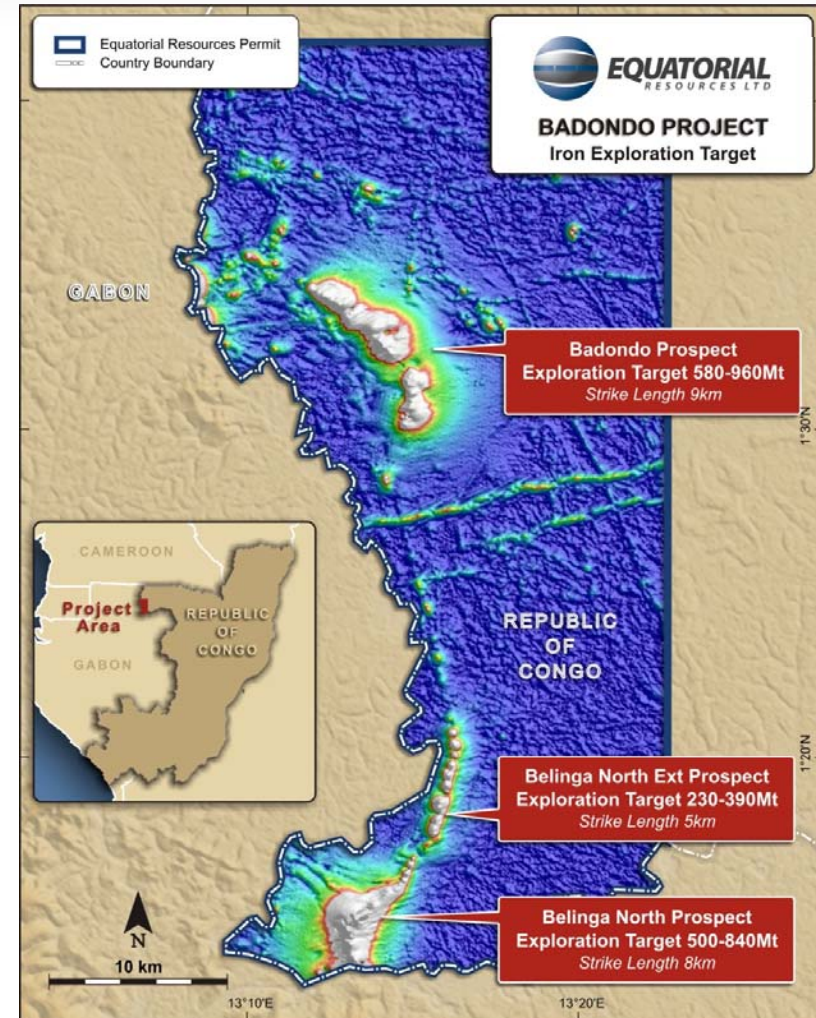 Equatorial Resources Permit
Country Boundary
EQUATORIAL
RESOURCES LTD
BADONDO PROJECT
Iron Exploration Target
GABON
Badondo Prospect
Exploration Target 580-960Mt
Strike Length 9km
1°30'N
CAMEROON
Project
Area
REPUBLIC
OF
CONGO
GABON
REPUBLIC
OF
CONGO
1°20'N
Belinga North Ext Prospect
Exploration Target 230-390Mt
Strike Length 5km
Belinga North Prospect
Exploration Target 500-840Mt
Strike Length 8km
N
10 km
13°10'E
13°20'E